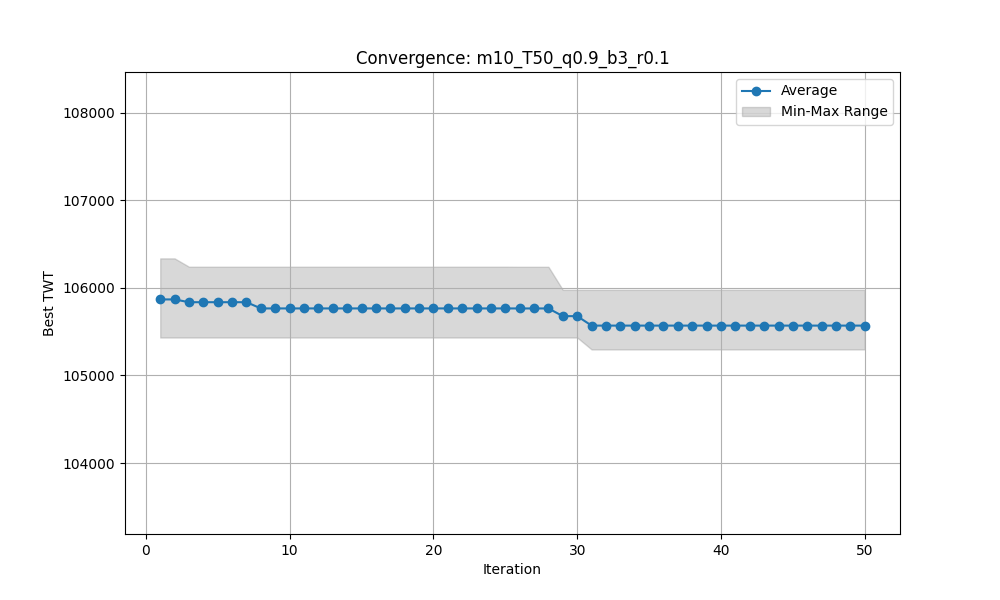 Convergence: m10_T50_q0.9_b3_r0.1
Average
Min-Max Range
108000
107000
106000
105000
104000
Best TWT
0 10 20 30 40 50
Iteration